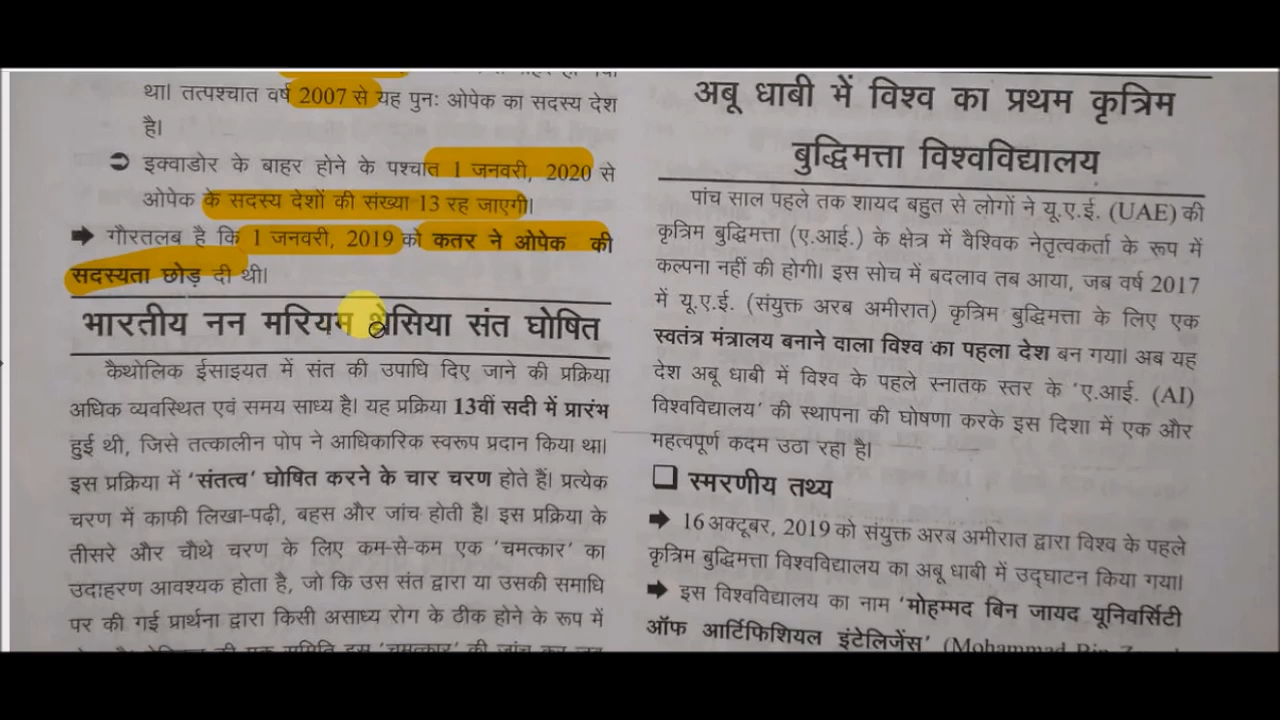 था। तत्पश्चात वर्ष 2007 से यह पुनः ओपेक का सदस्य देश
है।
➲ इक्वाडोर के बाहर होने के पश्चात 1 जनवरी, 2020 से
ओपेक के सदस्य देशों की संख्या 13 रह जाएगी।
➡ गौरतलब है कि 1 जनवरी, 2019 को कतर ने ओपेक की
सदस्यता छोड़ दी थी।
भारतीय नन मरियम थ्रेसिया संत घोषित
कैथोलिक ईसाइयत में संत की उपाधि दिए जाने की प्रक्रिया
अधिक व्यवस्थित एवं समय साध्य है। यह प्रक्रिया 13वीं सदी में प्रारंभ
हुई थी, जिसे तत्कालीन पोप ने आधिकारिक स्वरूप प्रदान किया था।
इस प्रक्रिया में 'संतत्व' घोषित करने के चार चरण होते हैं। प्रत्येक
चरण में काफी लिखा-पढ़ी, बहस और जांच होती है। इस प्रक्रिया के
तीसरे और चौथे चरण के लिए कम-से-कम एक 'चमत्कार' का
उदाहरण आवश्यक होता है, जो कि उस संत द्वारा या उसकी समाधि
पर की गई प्रार्थना द्वारा किसी असाध्य रोग के ठीक होने के रूप में
की एक समिति इस 'चमत्कार' की जांच कर
अबू धाबी में विश्व का प्रथम कृत्रिम
बुद्धिमत्ता विश्वविद्यालय
पांच साल पहले तक शायद बहुत से लोगों ने यू.ए.ई. (UAE) की
कृत्रिम बुद्धिमत्ता (ए.आई.) के क्षेत्र में वैश्विक नेतृत्वकर्ता के रूप में
कल्पना नहीं की होगी। इस सोच में बदलाव तब आया, जब वर्ष 2017
में यू.ए.ई. (संयुक्त अरब अमीरात) कृत्रिम बुद्धिमत्ता के लिए एक
स्वतंत्र मंत्रालय बनाने वाला विश्व का पहला देश बन गया। अब यह
देश अबू धाबी में विश्व के पहले स्नातक स्तर के 'ए.आई. (AI)
विश्वविद्यालय' की स्थापना की घोषणा करके इस दिशा में एक और
महत्वपूर्ण कदम उठा रहा है।
❑ स्मरणीय तथ्य
➡ 16 अक्टूबर, 2019 को संयुक्त अरब अमीरात द्वारा विश्व के पहले
कृत्रिम बुद्धिमत्ता विश्वविद्यालय का अबू धाबी में उद्घाटन किया गया।
➡ इस विश्वविद्यालय का नाम 'मोहम्मद बिन जायद यूनिवर्सिटी
ऑफ आर्टिफिशियल इंटेलिजेंस' (Mohammad Bin